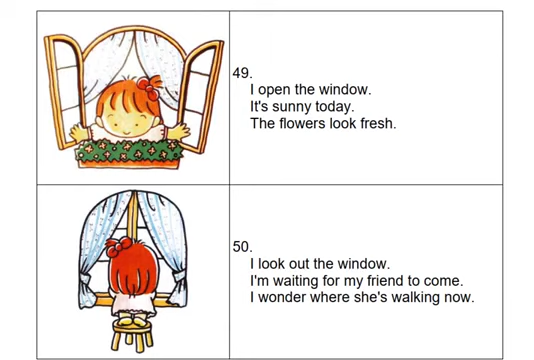 49.
I open the window.
It's sunny today.
The flowers look fresh.
50.
I look out the window.
I'm waiting for my friend to come.
I wonder where she's walking now.